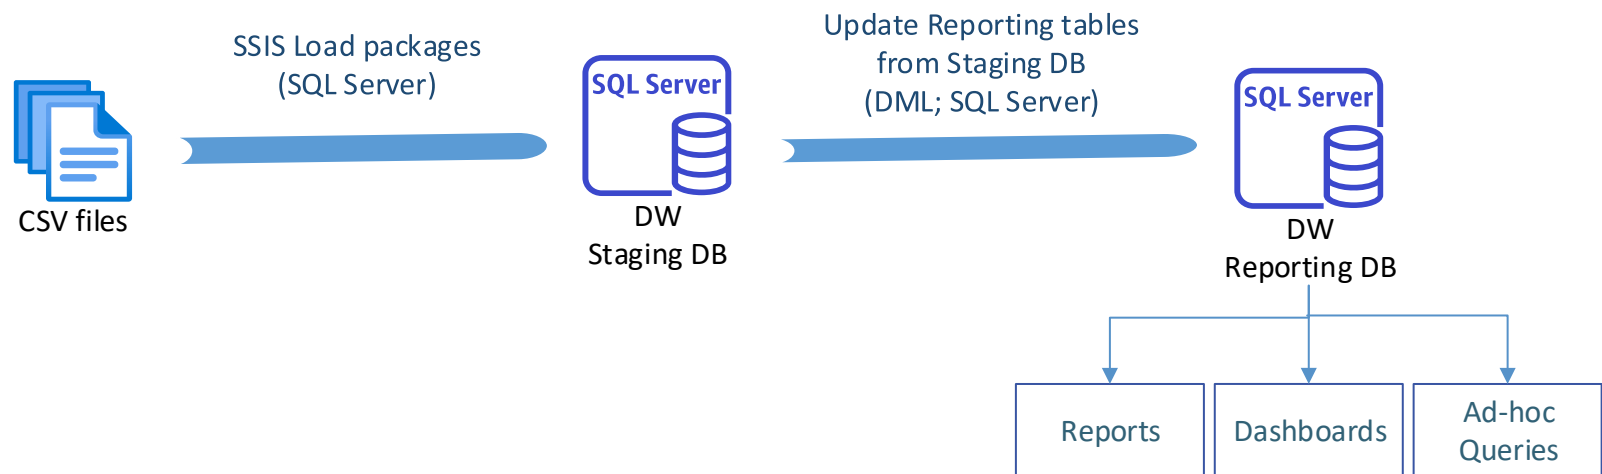 SSIS Load packages
(SQL Server)
Update Reporting tables
from Staging DB
(DML; SQL Server)
SQL Server
SQL Server
CSV files
DW
Staging DB
DW
Reporting DB
Reports
Dashboards
Ad-hoc
Queries